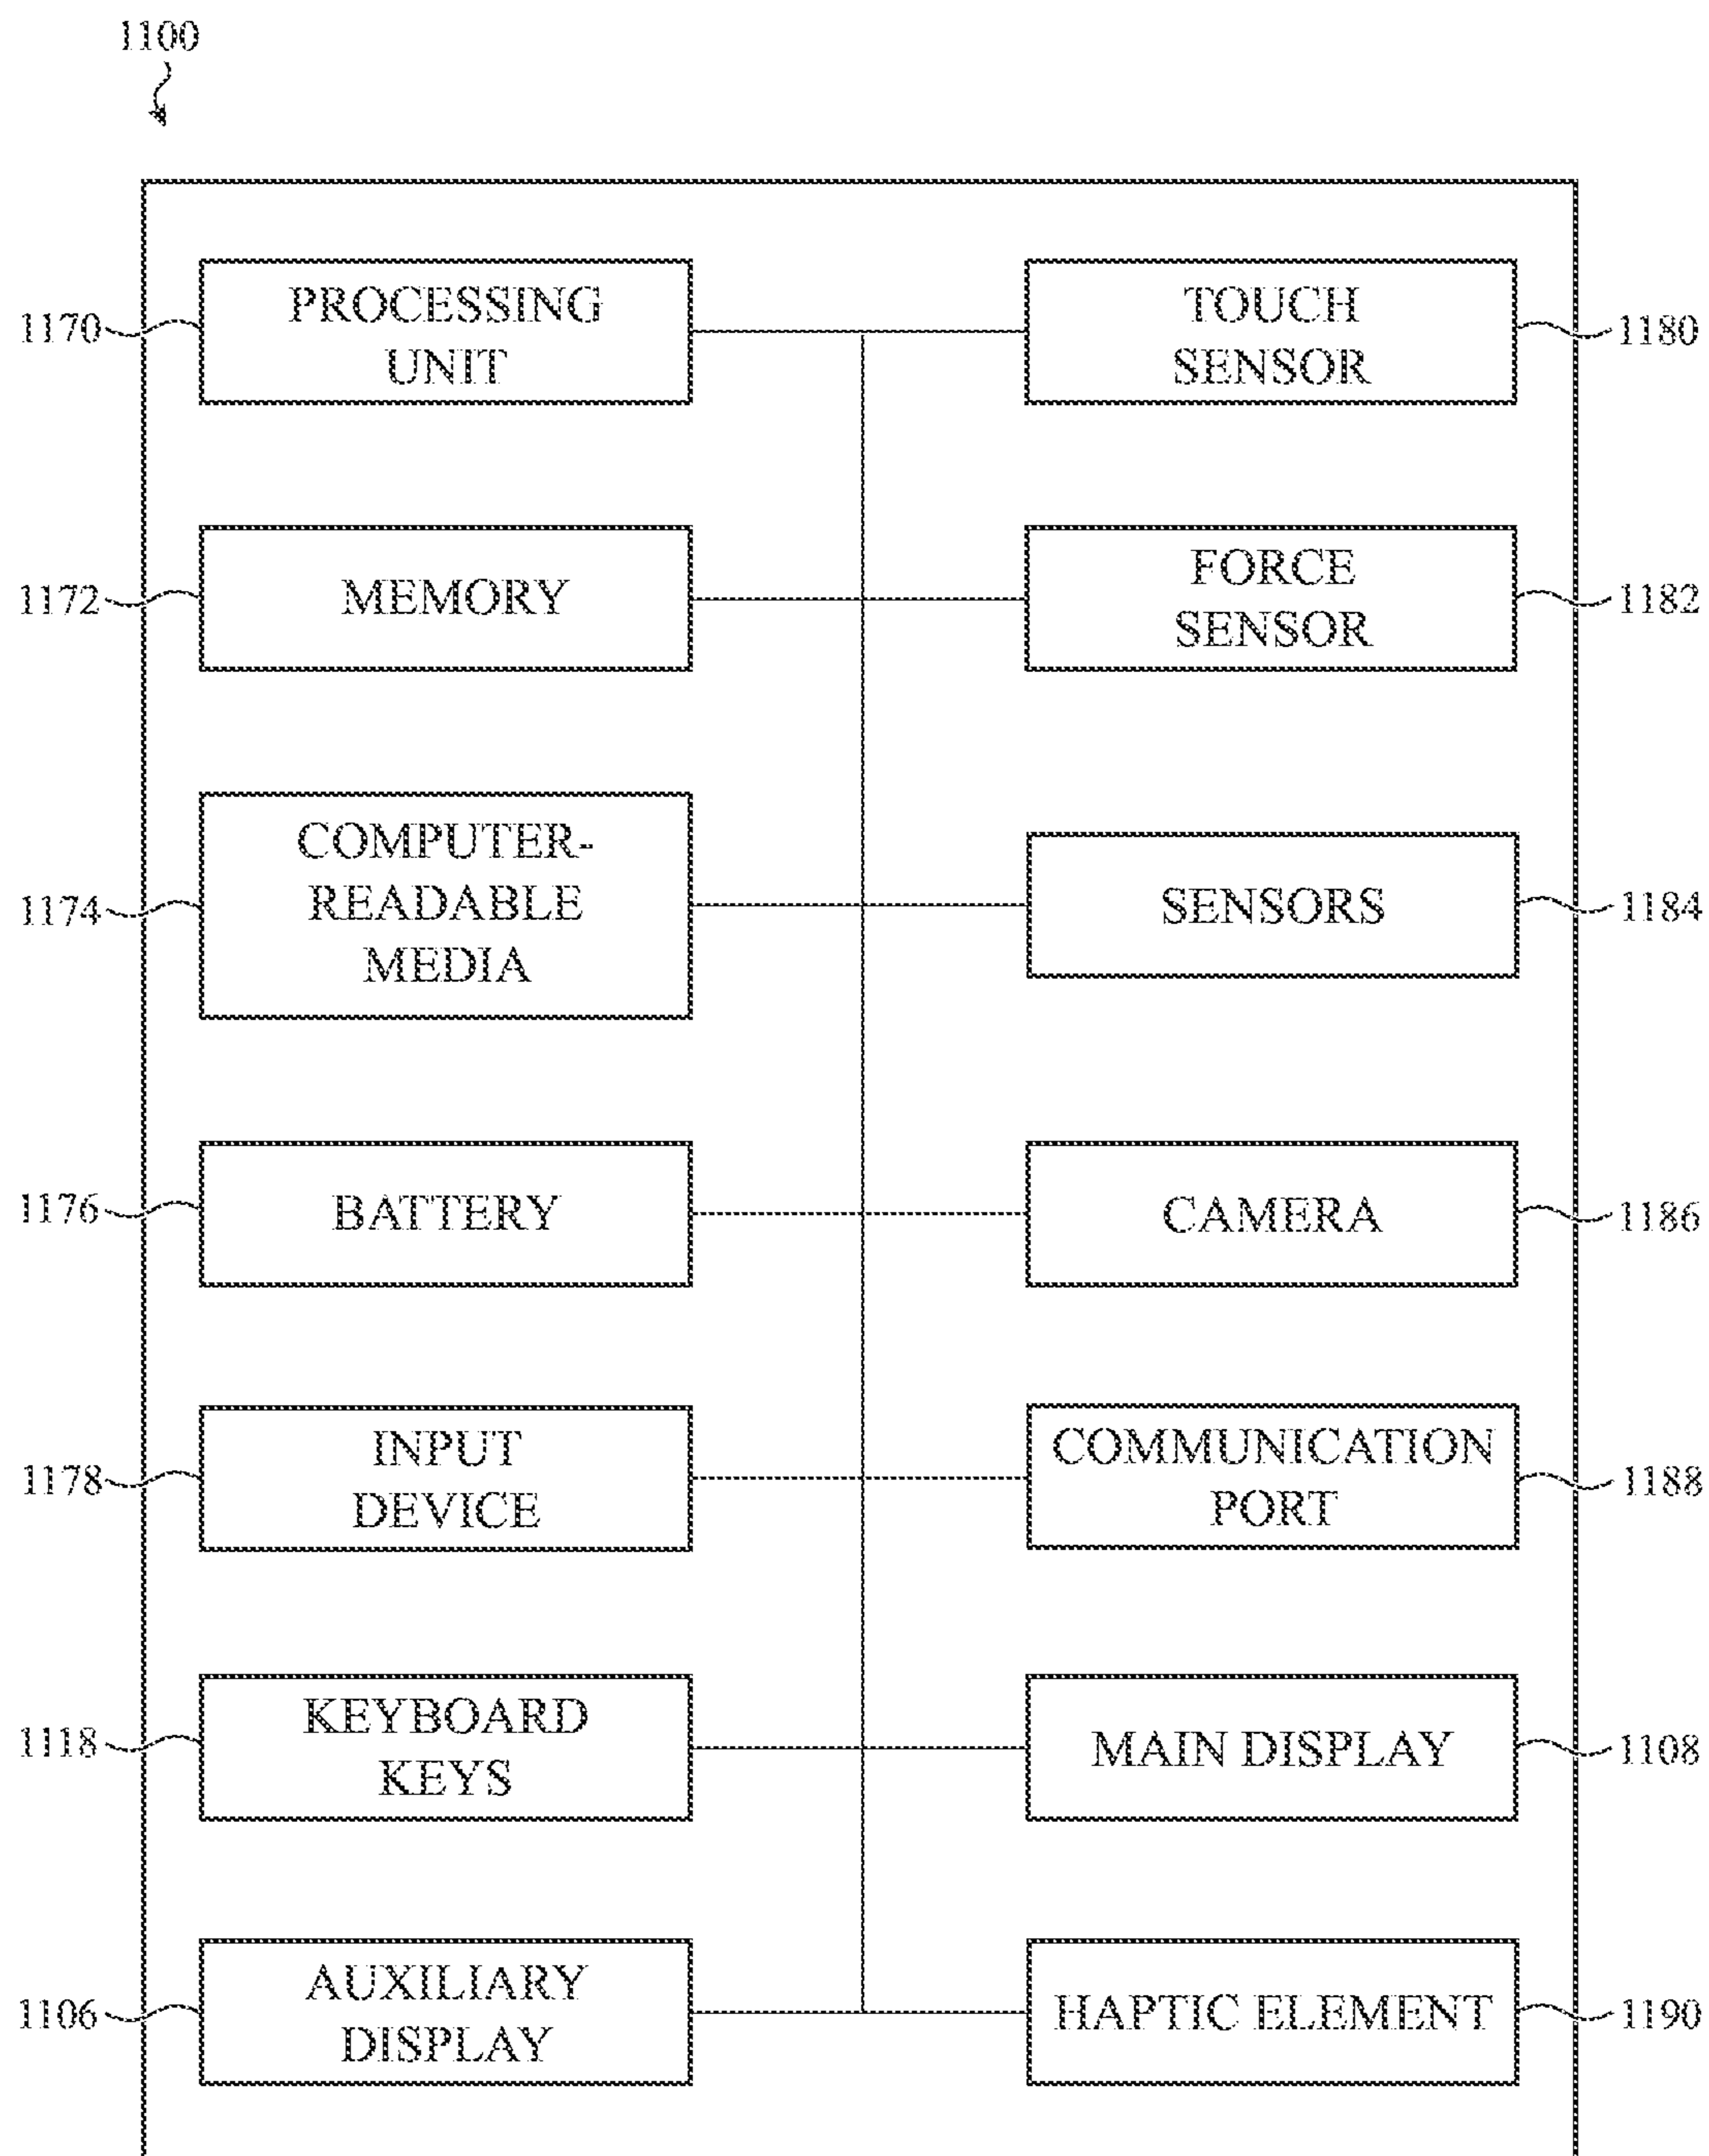 1100
1170
PROCESSING
UNIT
TOUCH
SENSOR
1180
1172
MEMORY
FORCE
SENSOR
1182
1174
COMPUTER-
READABLE
MEDIA
SENSORS
1184
1176
BATTERY
CAMERA
1186
1178
INPUT
DEVICE
COMMUNICATION
PORT
1188
1118
KEYBOARD
KEYS
MAIN DISPLAY
1108
1106
AUXILIARY
DISPLAY
HAPTIC ELEMENT
1190